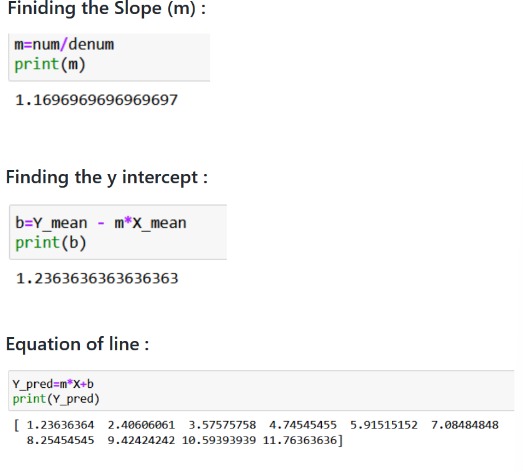 Finiding the Slope (m) :
m=num/denum
print(m)
1.1696969696969697
Finding the y intercept :
b=Y_mean - m*X_mean
print(b)
1.2363636363636363
Equation of line :
Y_pred=m*X+b
print(Y_pred)
[ 1.23636364 2.40606061 3.57575758 4.74545455 5.91515152 7.08484848
8.25454545 9.42424242 10.59393939 11.76363636]